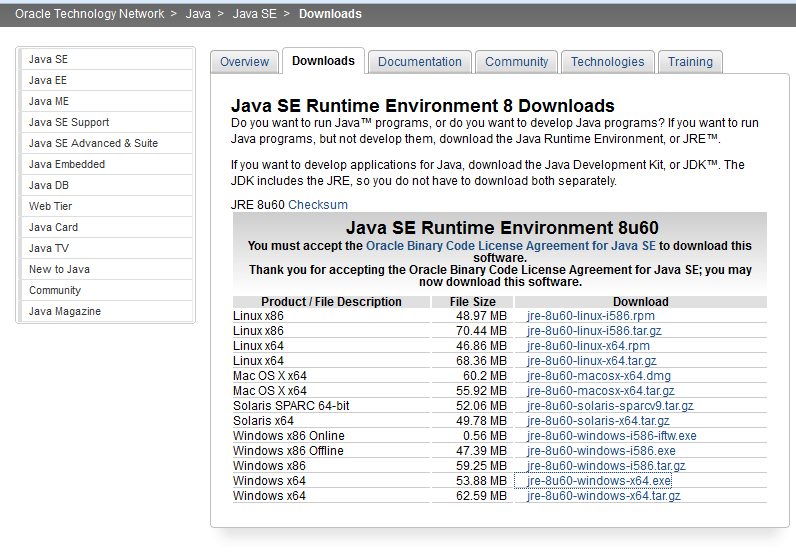 Oracle Technology Network > Java > Java SE > Downloads
Java SE
Java EE
Java ME
Java SE Support
Java SE Advanced & Suite
Java Embedded
Java DB
Web Tier
Java Card
Java TV
New to Java
Community
Java Magazine
Overview Downloads Documentation Community Technologies Training
Java SE Runtime Environment 8 Downloads
Do you want to run Java™ programs, or do you want to develop Java programs? If you want to run
Java programs, but not develop them, download the Java Runtime Environment, or JRE™.
If you want to develop applications for Java, download the Java Development Kit, or JDK™. The
JDK includes the JRE, so you do not have to download both separately.
JRE 8u60 Checksum
Java SE Runtime Environment 8u60
You must accept the Oracle Binary Code License Agreement for Java SE to download this
software.
Thank you for accepting the Oracle Binary Code License Agreement for Java SE; you may
now download this software.
Product / File Description File Size Download
Linux x86 48.97 MB jre-8u60-linux-i586.rpm
Linux x86 70.44 MB jre-8u60-linux-i586.tar.gz
Linux x64 46.86 MB jre-8u60-linux-x64.rpm
Linux x64 68.36 MB jre-8u60-linux-x64.tar.gz
Mac OS X x64 60.2 MB jre-8u60-macosx-x64.dmg
Mac OS X x64 55.92 MB jre-8u60-macosx-x64.tar.gz
Solaris SPARC 64-bit 52.06 MB jre-8u60-solaris-sparcv9.tar.gz
Solaris x64 49.78 MB jre-8u60-solaris-x64.tar.gz
Windows x86 Online 0.56 MB jre-8u60-windows-i586-iftw.exe
Windows x86 Offline 47.39 MB jre-8u60-windows-i586.exe
Windows x86 59.25 MB jre-8u60-windows-i586.tar.gz
Windows x64 53.88 MB jre-8u60-windows-x64.exe
Windows x64 62.59 MB jre-8u60-windows-x64.tar.gz